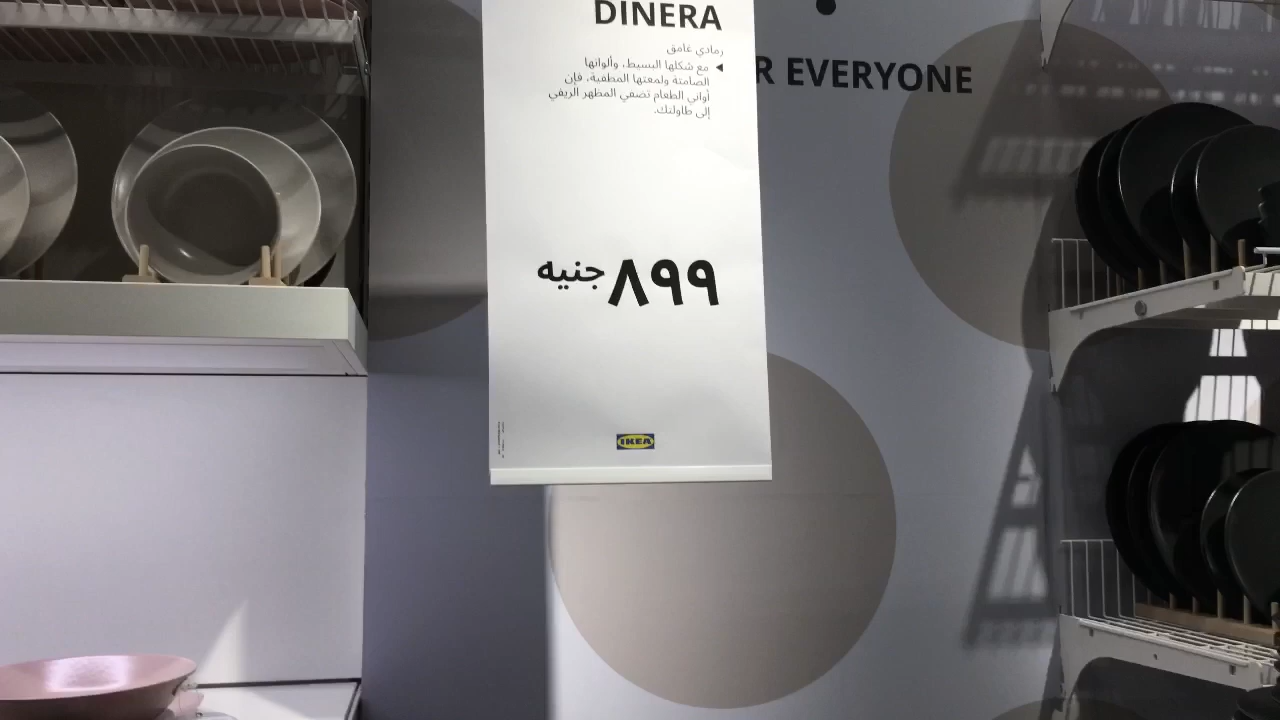 DINERA
رمادي غامق
◀ مع شكلها البسيط، وألوانها
الصامتة ولمعتها المطفية، فإن
أواني الطعام تضفي المظهر الريفي
إلى طاولتك.
٨٩٩ جنيه
IKEA
R EVERYONE